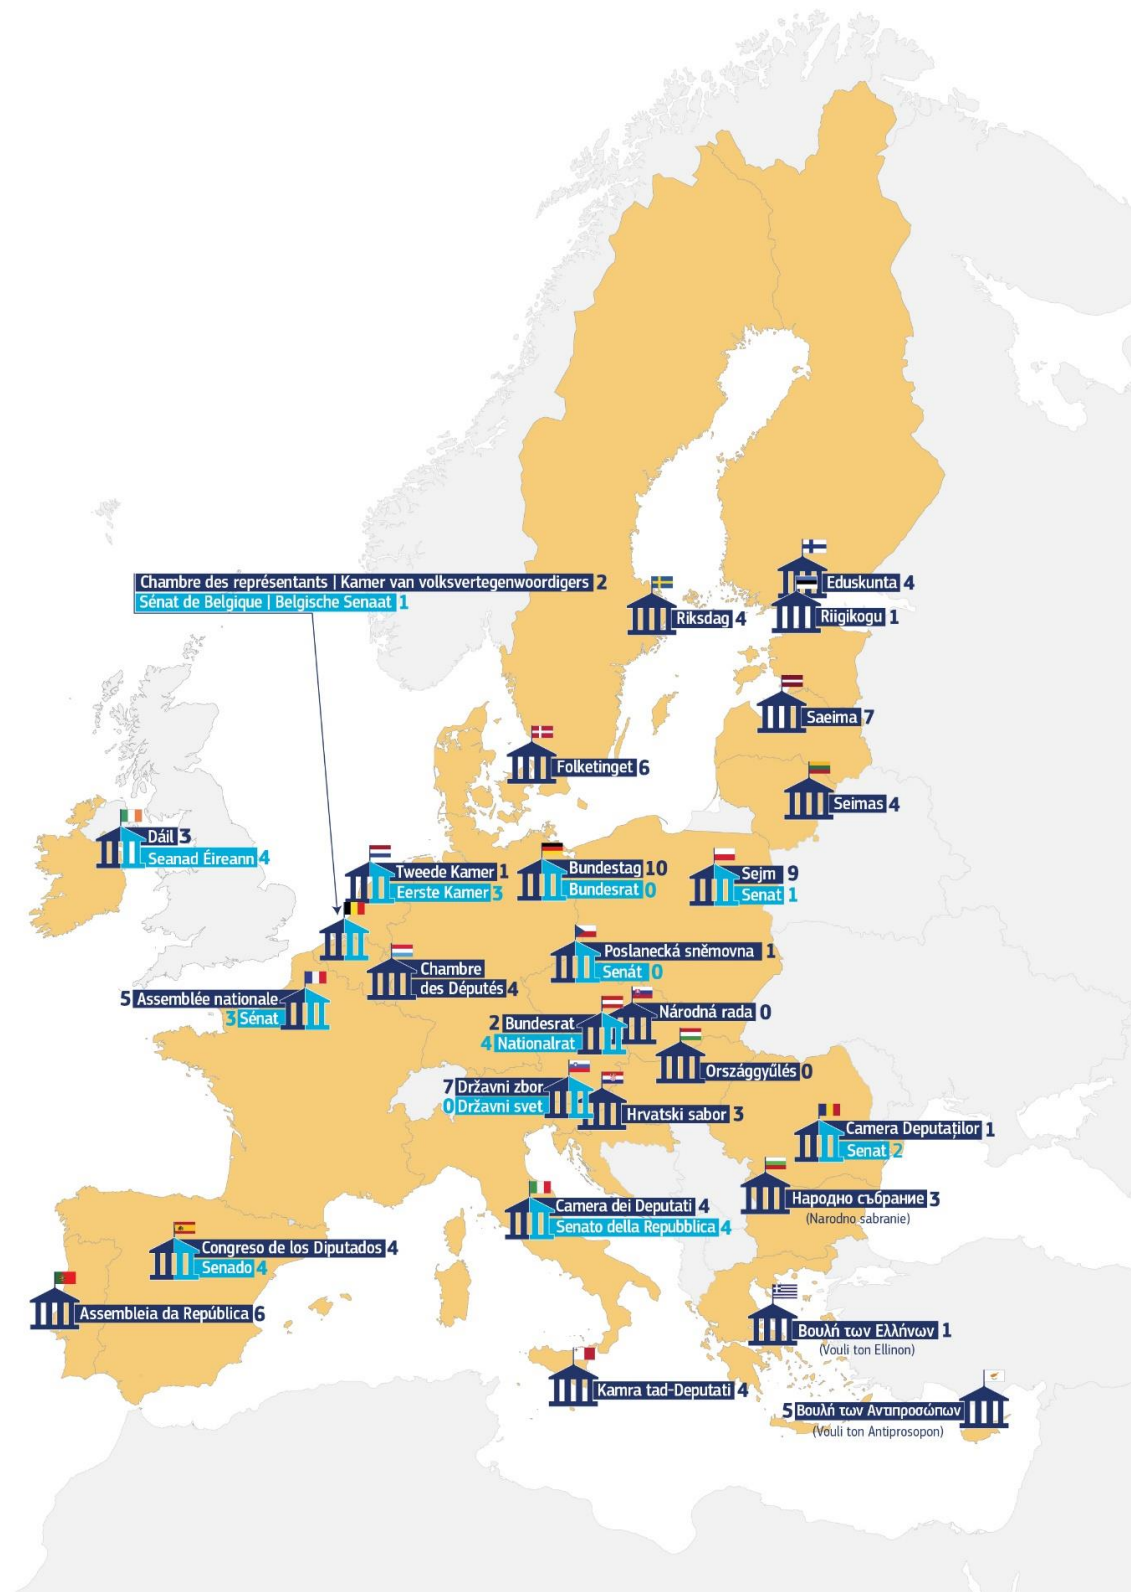 Chambre des représentants | Kamer van volksvertegenwoordigers 2
Sénat de Belgique | Belgische Senaat 1
Eduskunta 4
Riksdag 4
Riigikogu 1
Saeima 7
Folketinget 6
Seimas 4
Dáil 3
Seanad Éireann 4
Tweede Kamer 1
Eerste Kamer 3
Bundestag 10
Bundesrat 0
Sejm 9
Senat 1
Poslanecká sněmovna 1
Senát 0
Chambre
des Députés 4
5 Assemblée nationale
3 Sénat
Národná rada 0
2 Bundesrat
4 Nationalrat
Országgyűlés 0
7 Državni zbor
0 Državni svet
Hrvatski sabor 3
Camera Deputaților 1
Senat 2
Народно събрание 3
(Narodno sabranie)
Camera dei Deputati 4
Senato della Repubblica 4
Congreso de los Diputados 4
Senado 4
Assembleia da República 6
Βουλή των Ελλήνων 1
(Vouli ton Ellinon)
Kamra tad-Deputati 4
5 Βουλή των Αντιπροσώπων
(Vouli ton Antiprosopon)